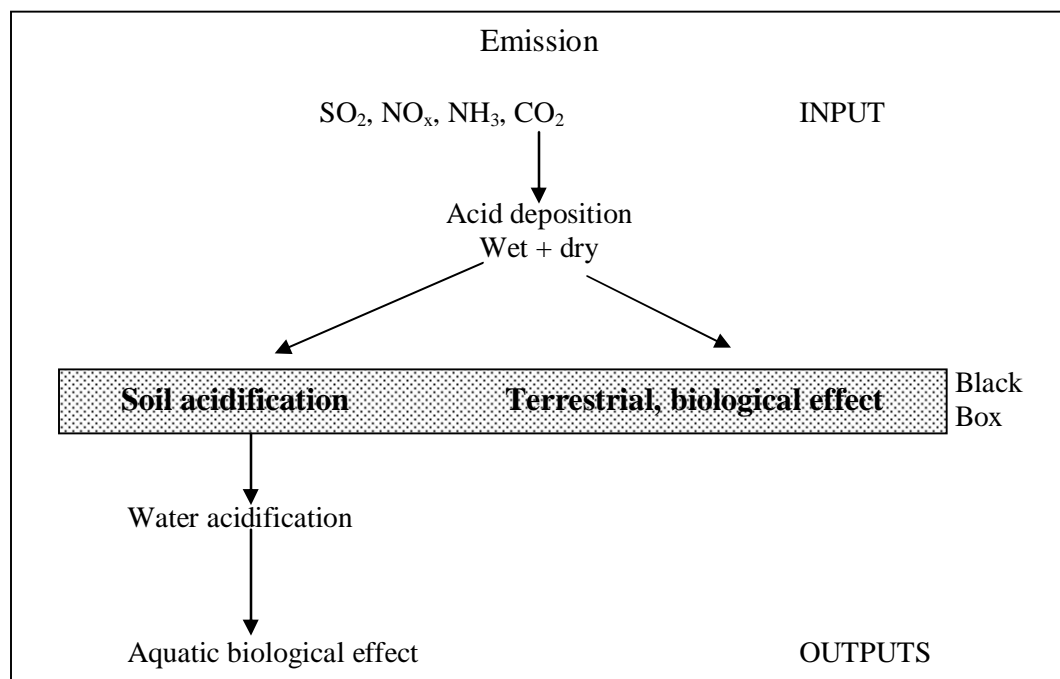 Emission
SO₂, NOₓ, NH₃, CO₂ INPUT
Acid deposition
Wet + dry
Soil acidification Terrestrial, biological effect Black
Box
Water acidification
Aquatic biological effect OUTPUTS